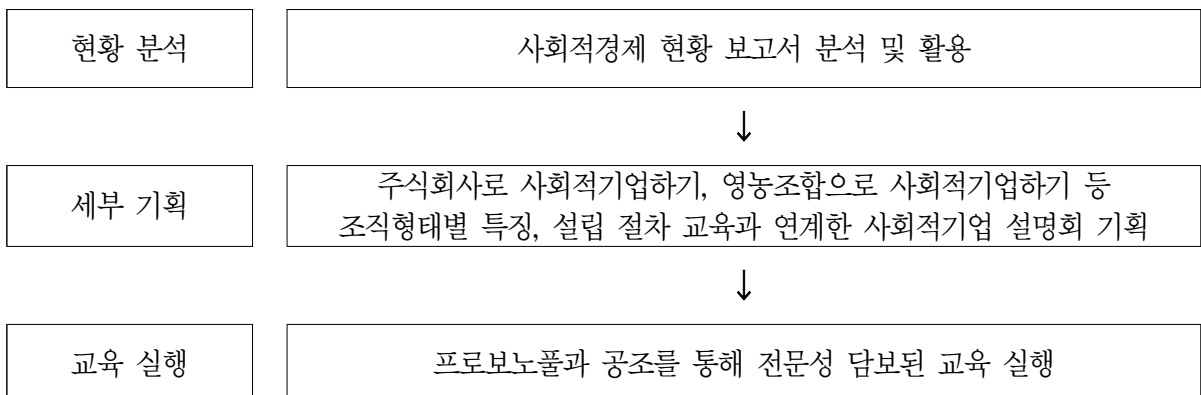 현황 분석
사회적경제 현황 보고서 분석 및 활용
↓
세부 기획
주식회사로 사회적기업하기, 영농조합으로 사회적기업하기 등
조직형태별 특징, 설립 절차 교육과 연계한 사회적기업 설명회 기획
↓
교육 실행
프로보노풀과 공조를 통해 전문성 담보된 교육 실행